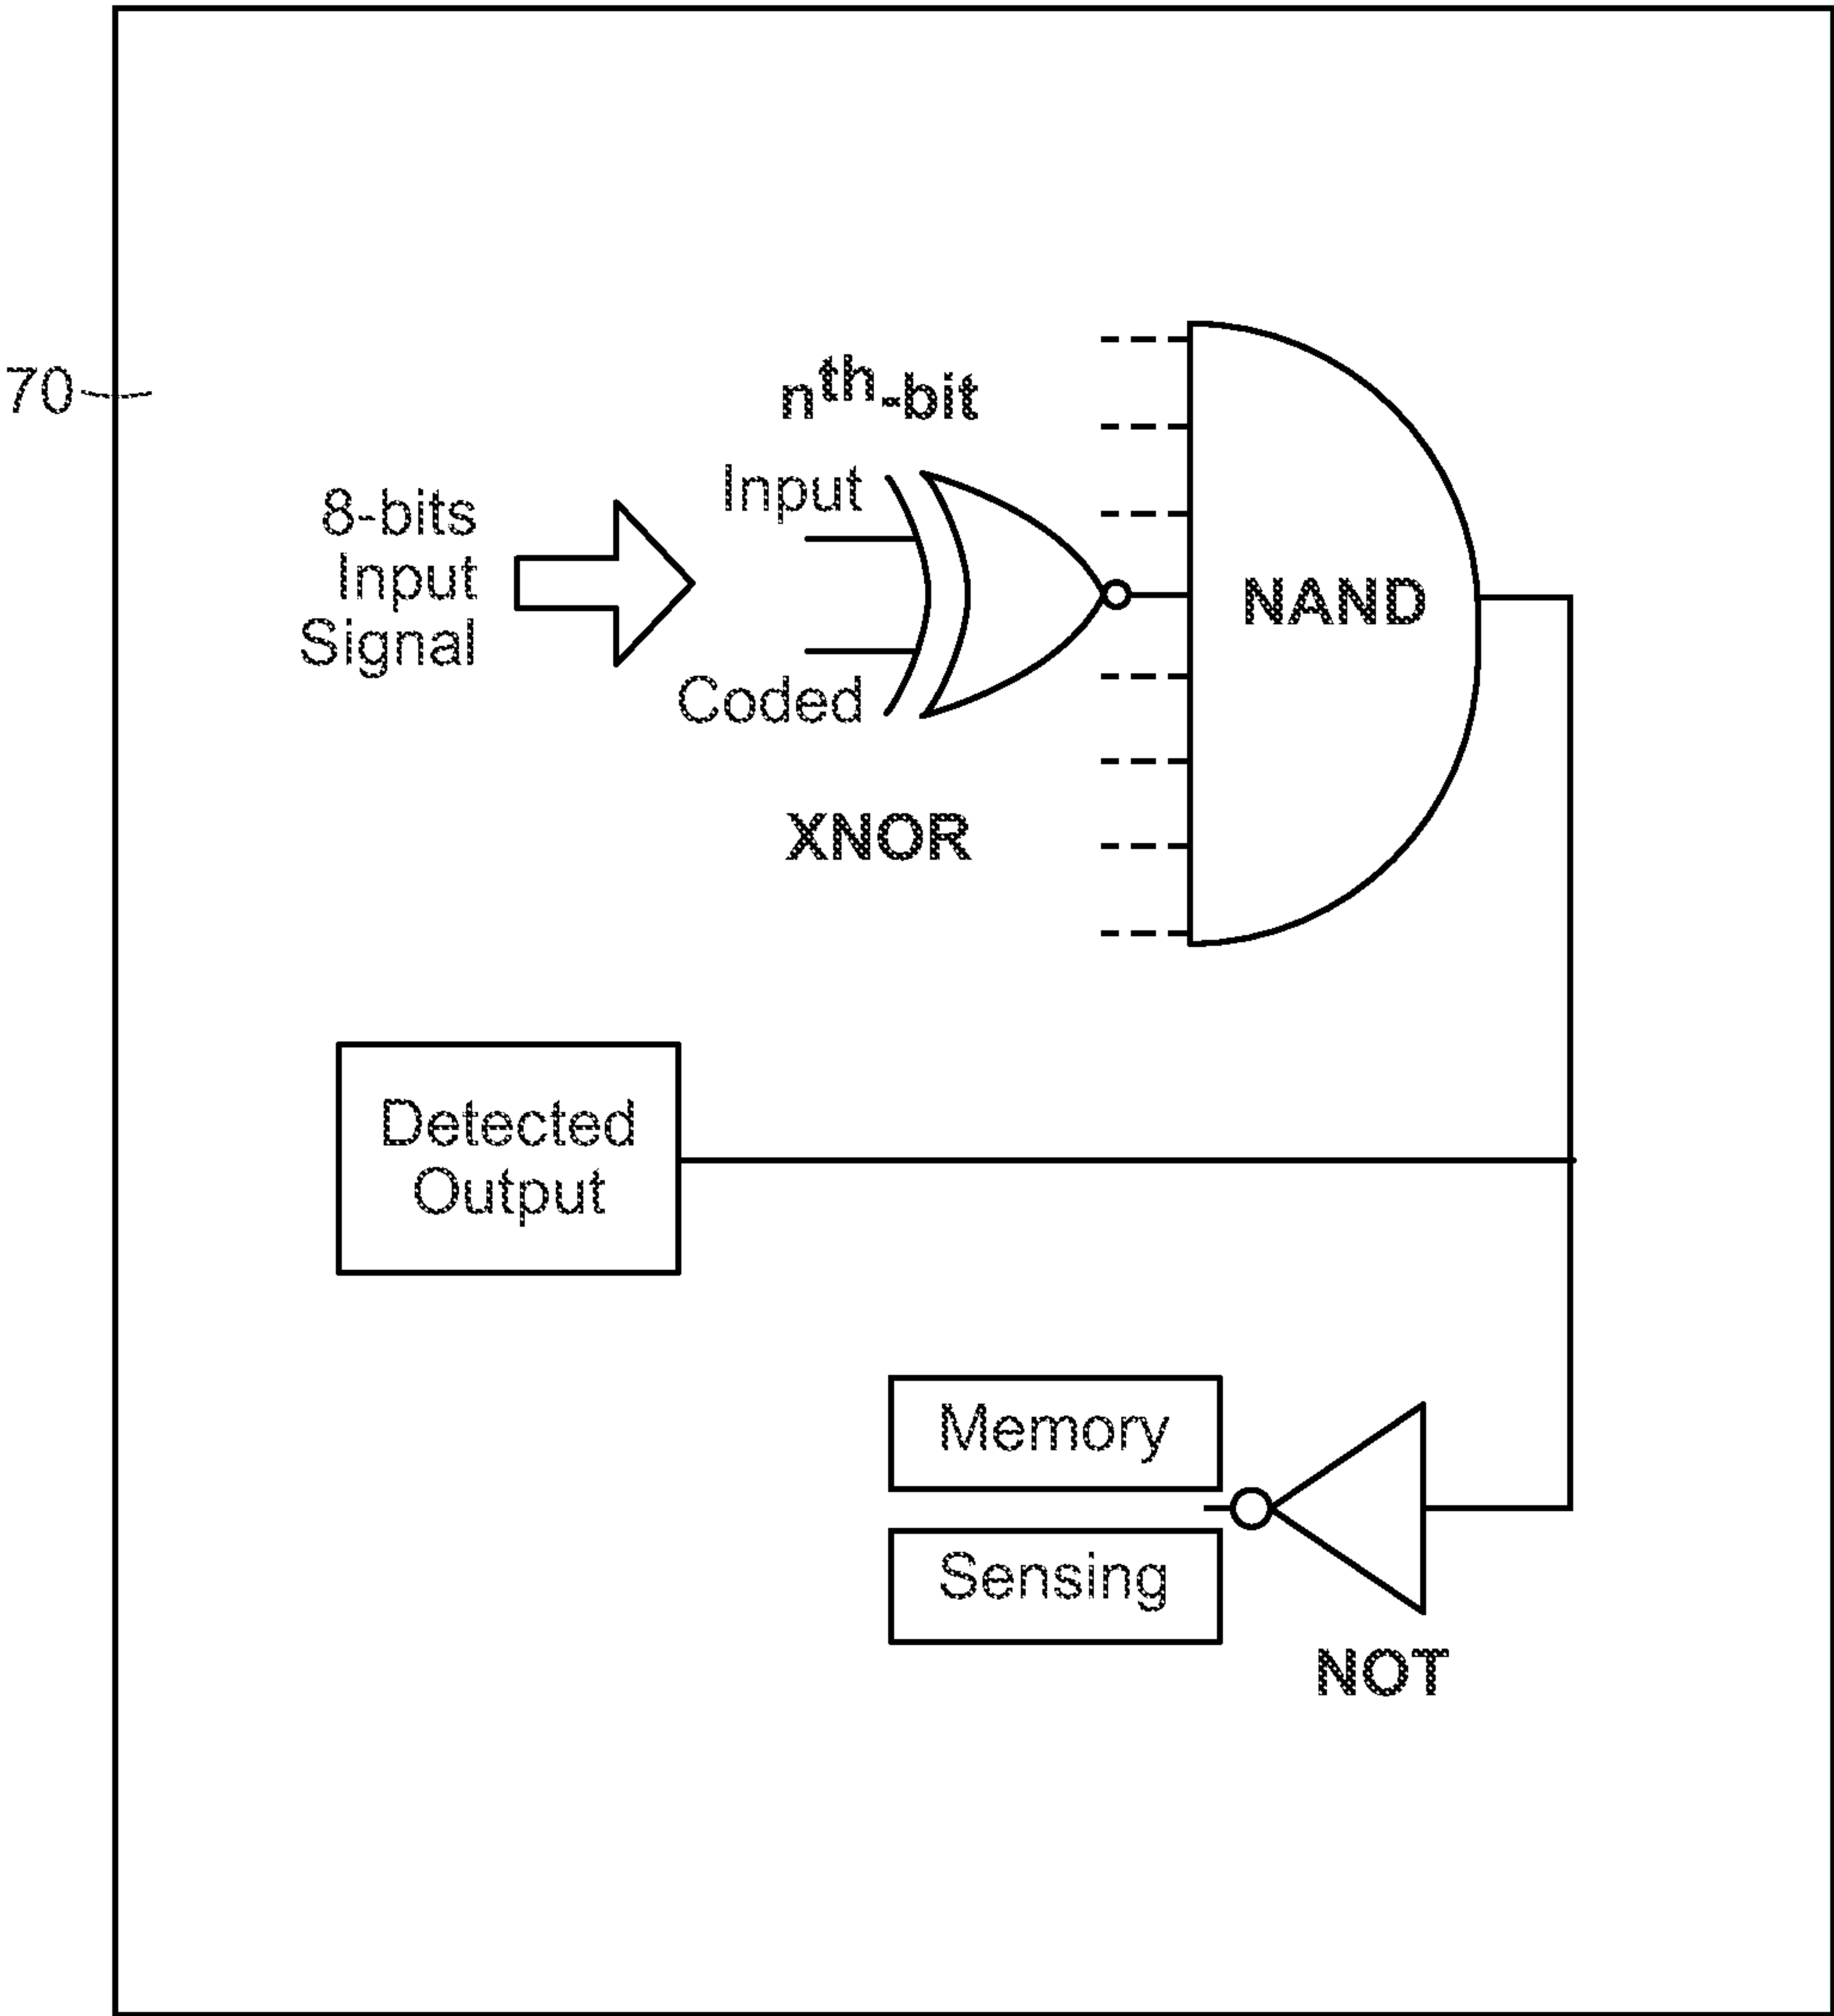 70
nth-bit
Input
8-bits
Input
Signal
Coded
XNOR
NAND
Detected
Output
Memory
Sensing
NOT